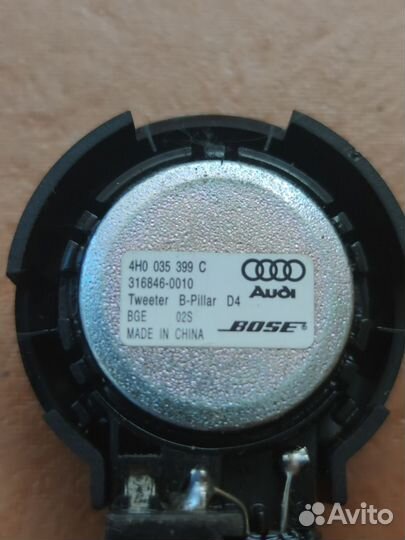 4H0 035 399 C
316846-0010
Tweeter B-Pillar D4
BGE 02S
MADE IN CHINA
Audi
BOSE®
Avito